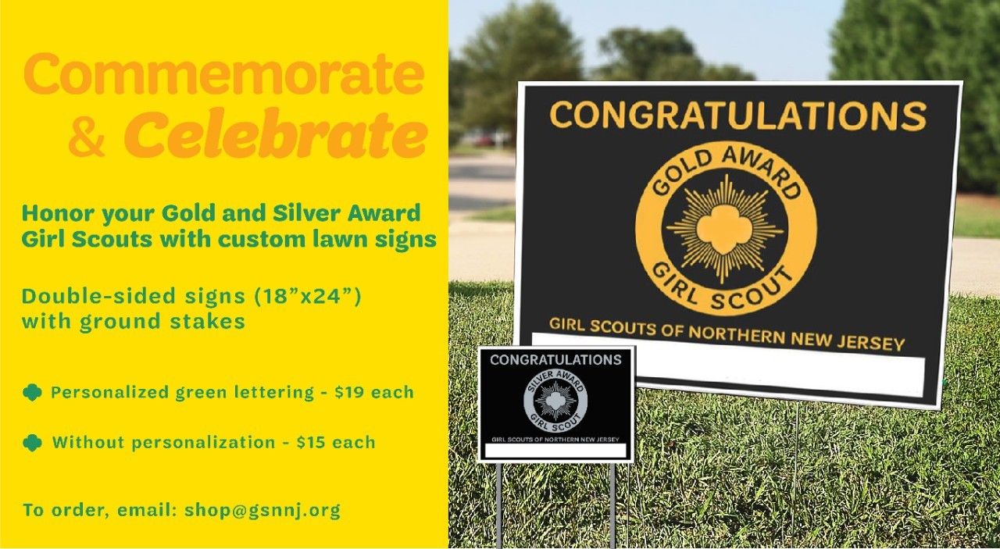 Commemorate
& Celebrate
Honor your Gold and Silver Award
Girl Scouts with custom lawn signs
Double-sided signs (18”x24”)
with ground stakes
Personalized green lettering - $19 each
Without personalization - $15 each
To order, email: shop@gsnnj.org
CONGRATULATIONS
GOLD AWARD
GIRL SCOUT
GIRL SCOUTS OF NORTHERN NEW JERSEY
CONGRATULATIONS
SILVER AWARD
GIRL SCOUT
GIRL SCOUTS OF NORTHERN NEW JERSEY